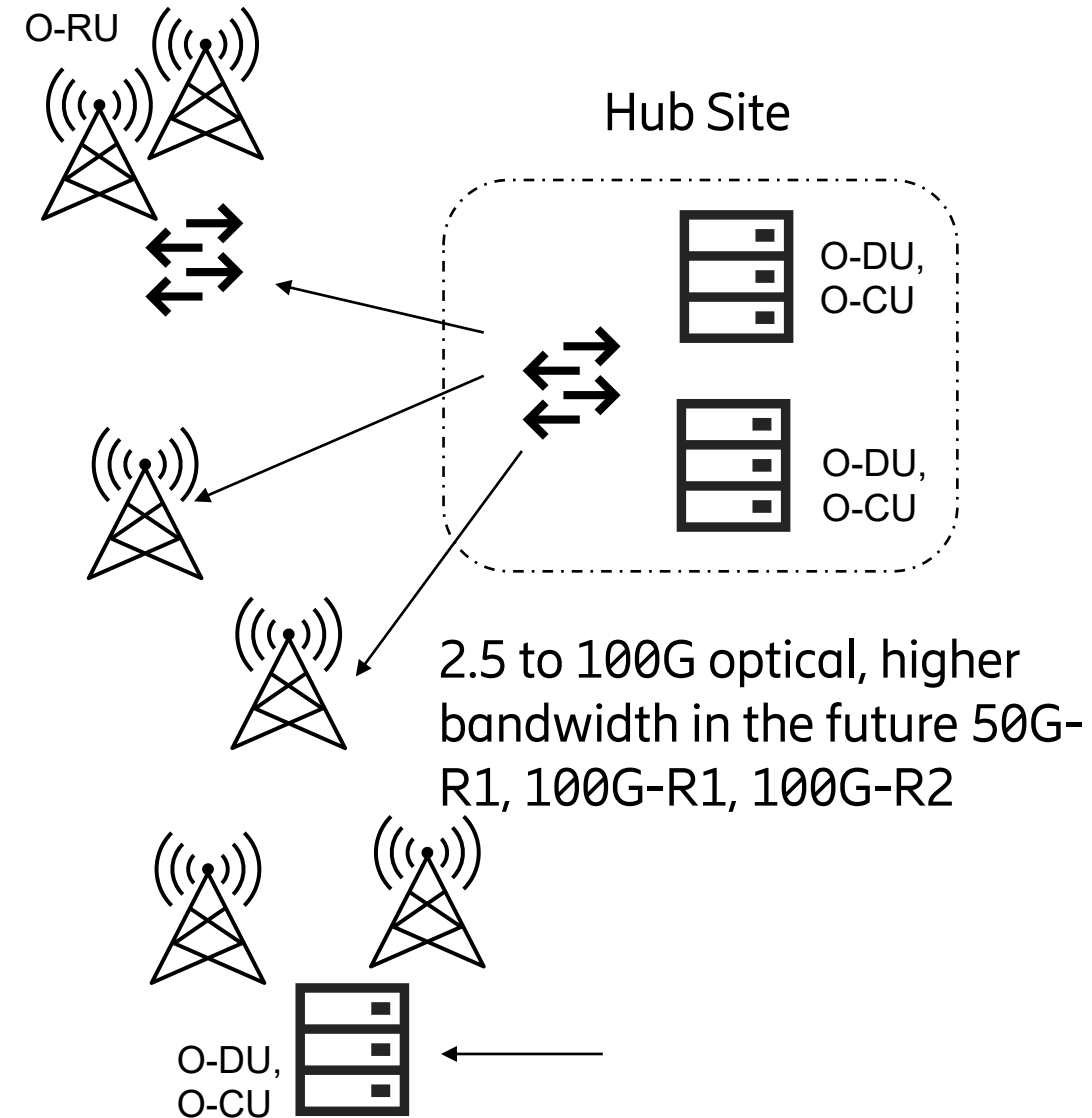 O-RU
Hub Site
O-DU,
O-CU
O-DU,
O-CU
2.5 to 100G optical, higher
bandwidth in the future 50G-
R1, 100G-R1, 100G-R2
O-DU,
O-CU